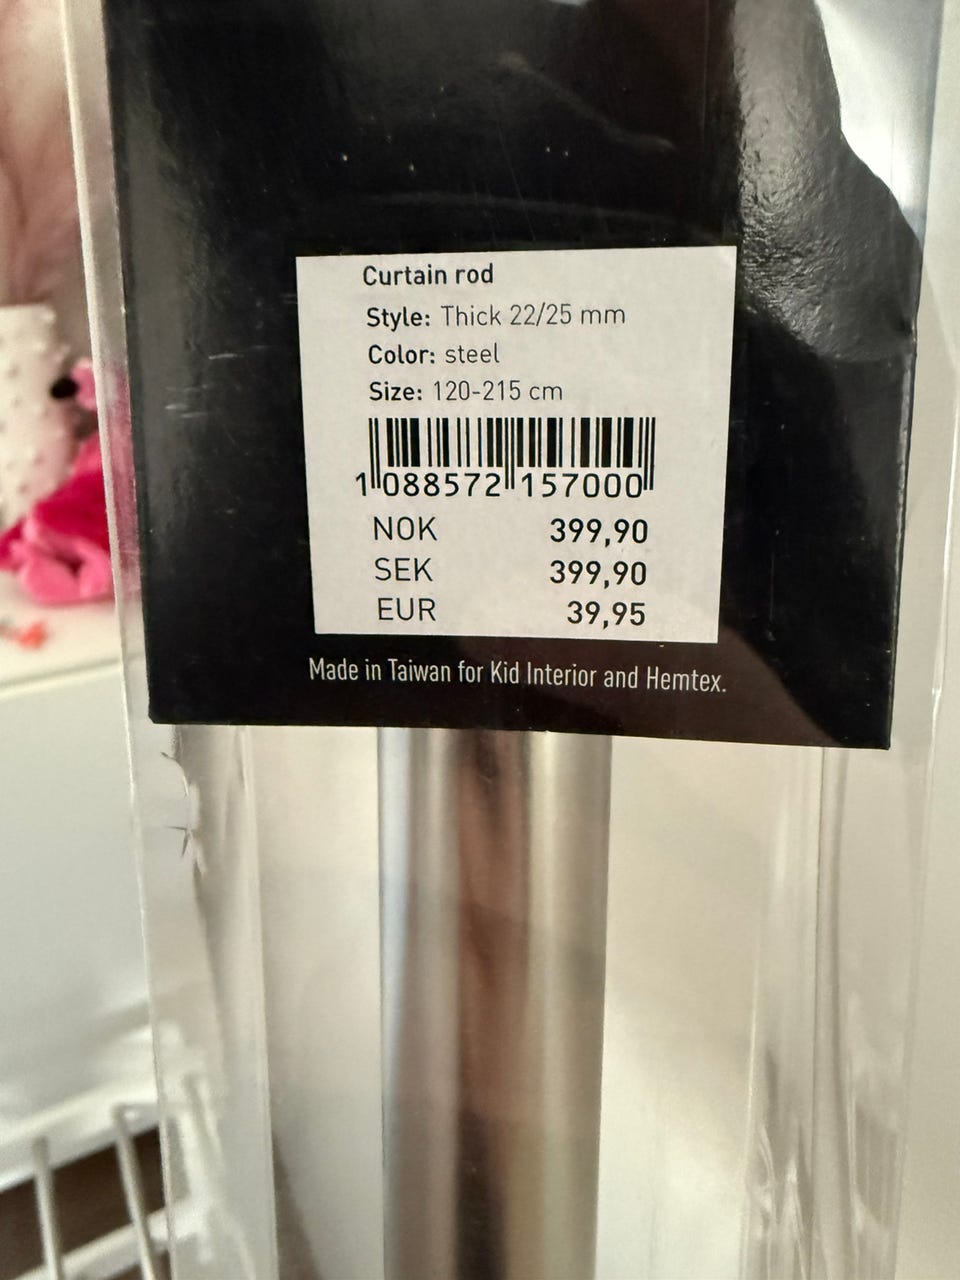 Curtain rod
Style: Thick 22/25 mm
Color: steel
Size: 120-215 cm
1 088572 157000
NOK 399,90
SEK 399,90
EUR 39,95
Made in Taiwan for Kid Interior and Hemtex.